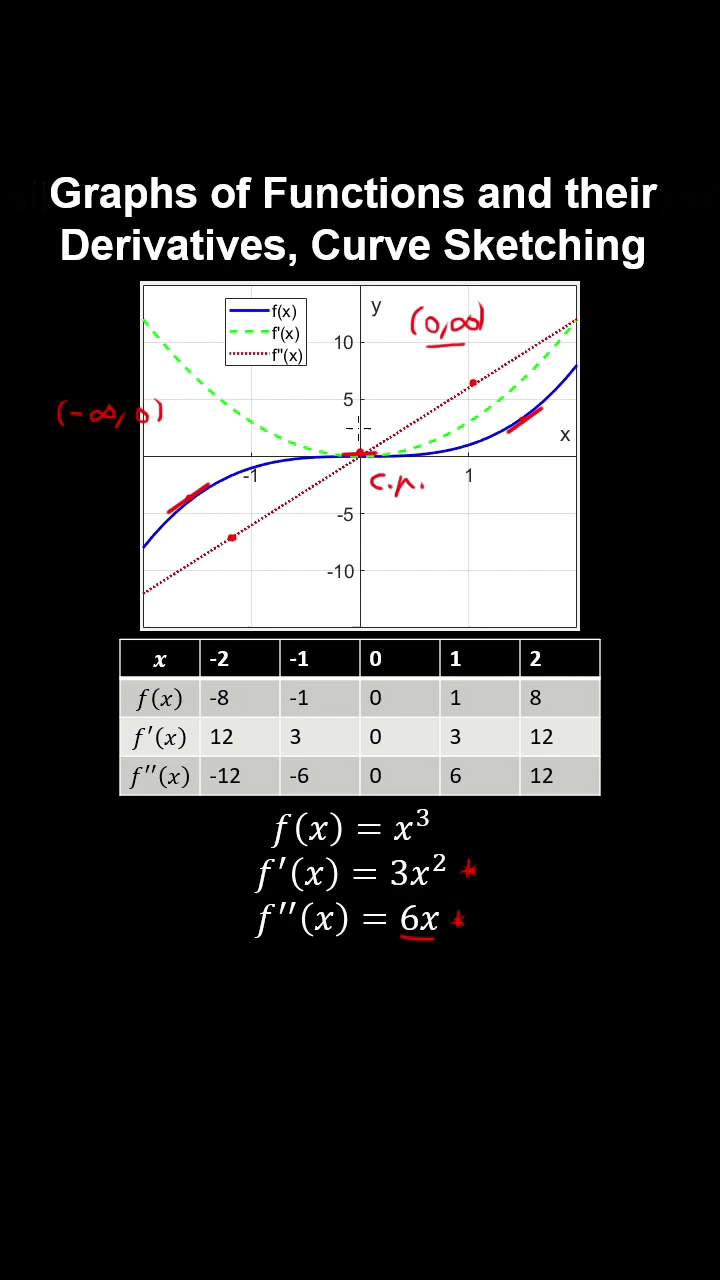 Graphs of Functions and their
Derivatives, Curve Sketching
y
f(x)
f'(x)
f"(x)
(0,∞)
10
5
(-∞,0)
x
-1
1
c.p.
-5
-10
x -2 -1 0 1 2
f(x) -8 -1 0 1 8
f′(x) 12 3 0 3 12
f″(x) -12 -6 0 6 12
f(x) = x³
f′(x) = 3x²
f″(x) = 6x